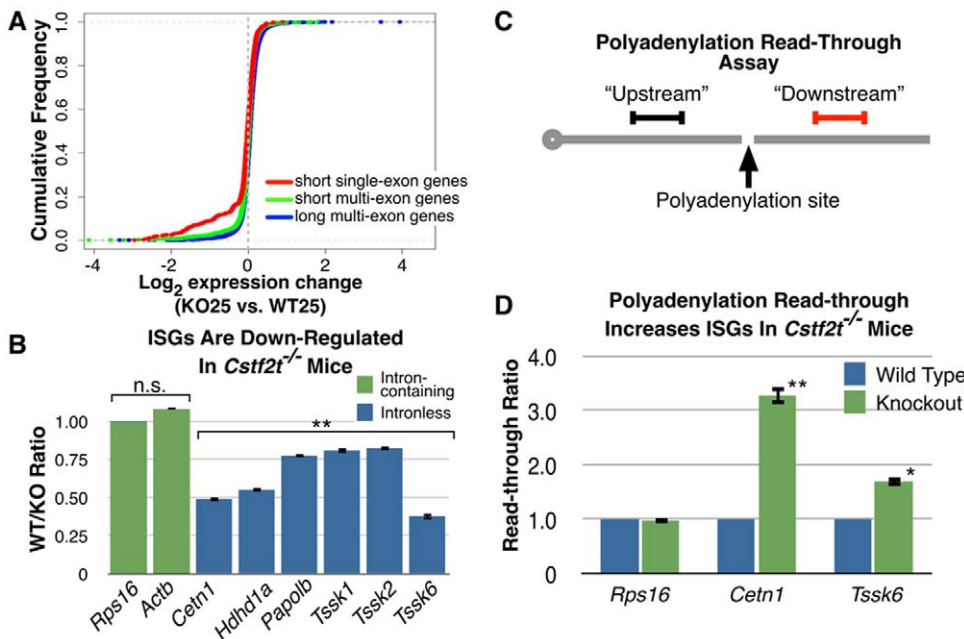 A
Cumulative Frequency
1.0
0.8
0.6
0.4
0.2
0.0
short single-exon genes
short multi-exon genes
long multi-exon genes
-4
-2
0
2
4
Log2 expression change
(KO25 vs. WT25)
B
ISGs Are Down-Regulated
In Cstf2t-/- Mice
n.s.
Intron-
containing
Intronless
**
WT/KO Ratio
1.00
0.75
0.50
0.25
0
Rps16
Actb
Cetn1
Hdhd1a
Papolb
Tssk1
Tssk2
Tssk6
C
Polyadenylation Read-Through
Assay
“Upstream”
“Downstream”
Polyadenylation site
D
Polyadenylation Read-through
Increases ISGs In Cstf2t-/- Mice
Read-through Ratio
4.0
3.0
2.0
1.0
0
Wild Type
Knockout
**
*
Rps16
Cetn1
Tssk6